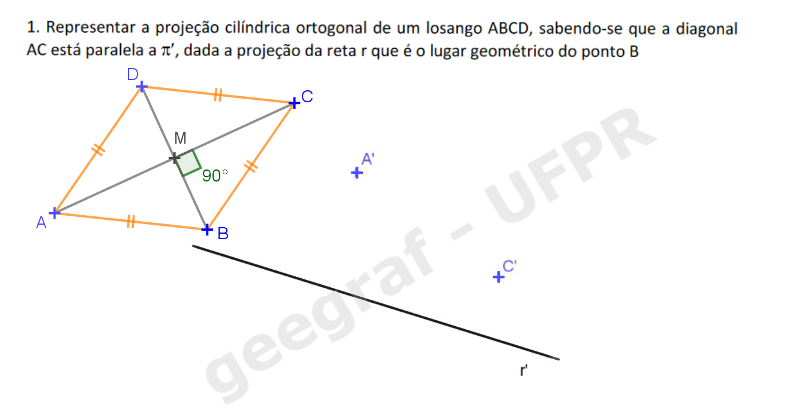 1. Representar a projeção cilíndrica ortogonal de um losango ABCD, sabendo-se que a diagonal
AC está paralela a π′, dada a projeção da reta r que é o lugar geométrico do ponto B
D
C
M
A'
90°
A
B
C'
r'
geegraf - UFPR